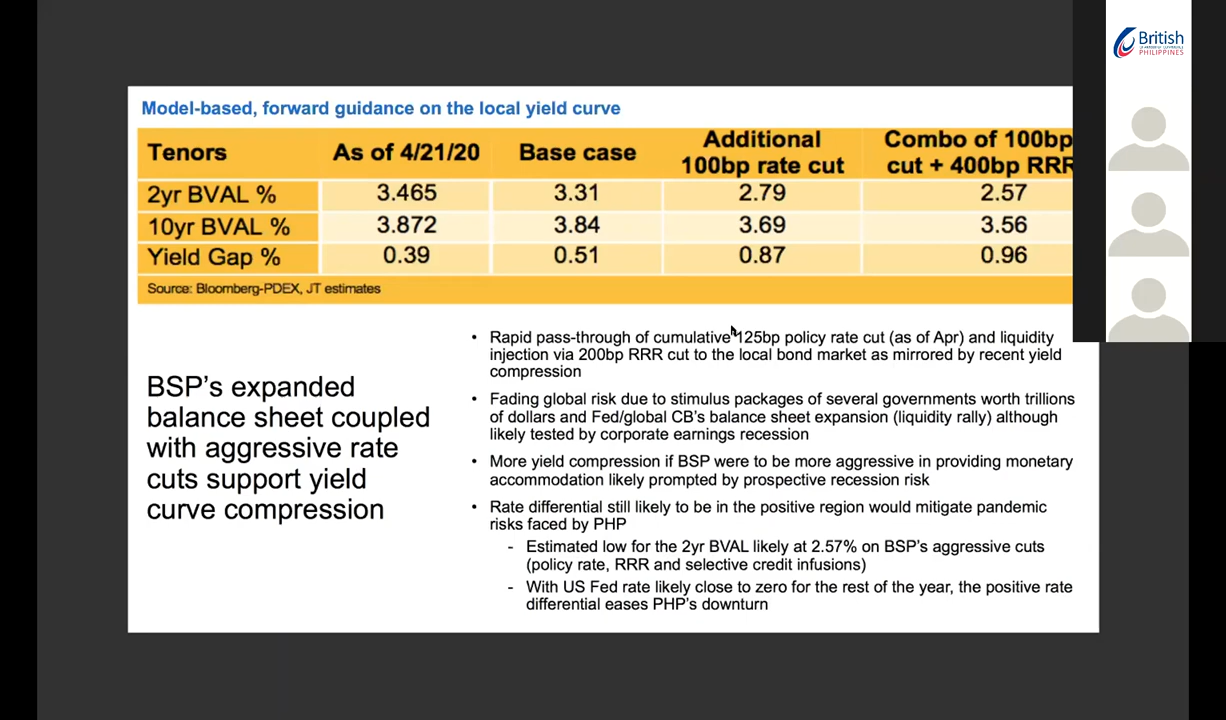 British
PHILIPPINES
Model-based, forward guidance on the local yield curve
Tenors As of 4/21/20 Base case Additional 100bp rate cut Combo of 100bp cut + 400bp RRR
2yr BVAL % 3.465 3.31 2.79 2.57
10yr BVAL % 3.872 3.84 3.69 3.56
Yield Gap % 0.39 0.51 0.87 0.96
Source: Bloomberg-PDEX, JT estimates
BSP's expanded
balance sheet coupled
with aggressive rate
cuts support yield
curve compression
• Rapid pass-through of cumulative 125bp policy rate cut (as of Apr) and liquidity
injection via 200bp RRR cut to the local bond market as mirrored by recent yield
compression
• Fading global risk due to stimulus packages of several governments worth trillions
of dollars and Fed/global CB's balance sheet expansion (liquidity rally) although
likely tested by corporate earnings recession
• More yield compression if BSP were to be more aggressive in providing monetary
accommodation likely prompted by prospective recession risk
• Rate differential still likely to be in the positive region would mitigate pandemic
risks faced by PHP
- Estimated low for the 2yr BVAL likely at 2.57% on BSP's aggressive cuts
(policy rate, RRR and selective credit infusions)
- With US Fed rate likely close to zero for the rest of the year, the positive rate
differential eases PHP's downturn